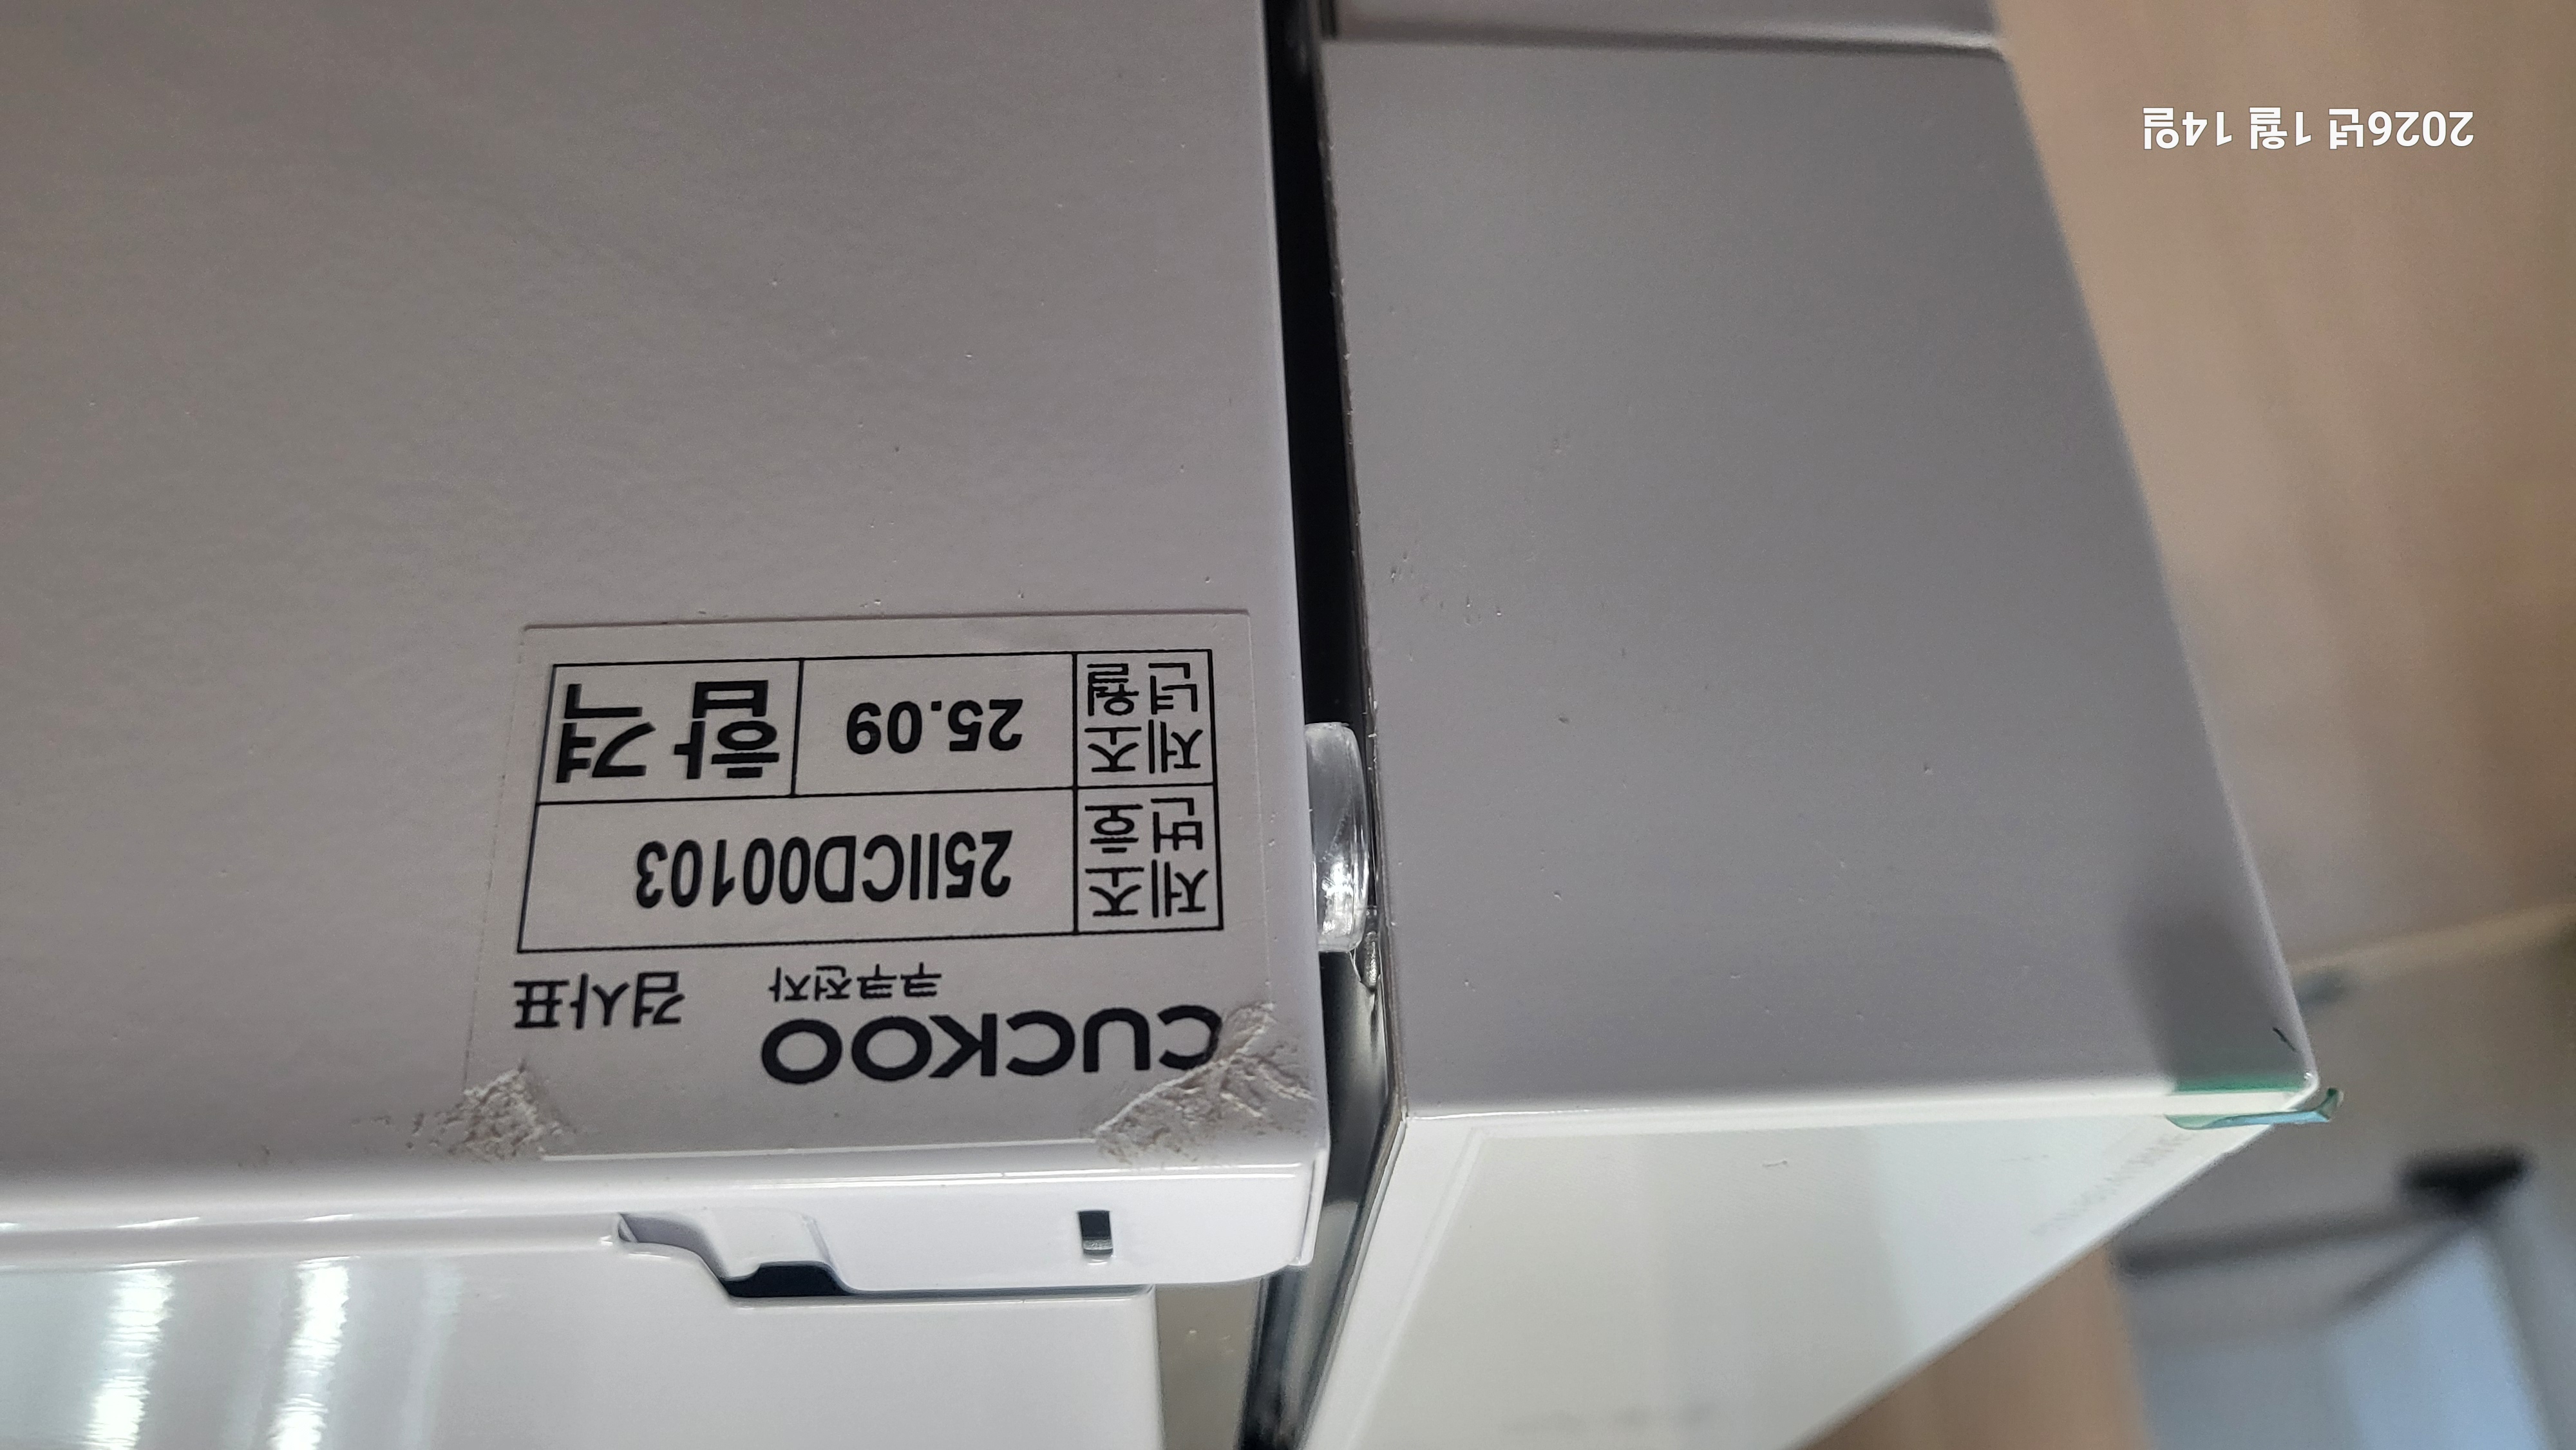 CUCKOO
쿠쿠전자 검사표
제조번호 25IICD00103
제조년월 25.09 합격
2026년 1월 14일